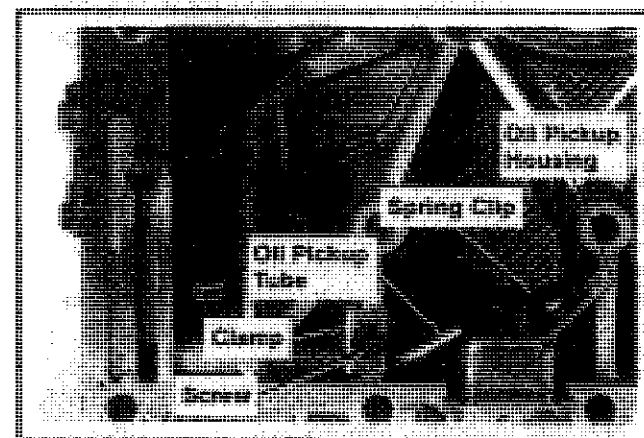 Oil Pickup
Housing
Spring Clip
Oil Pickup
Tube
Clamp
Screw